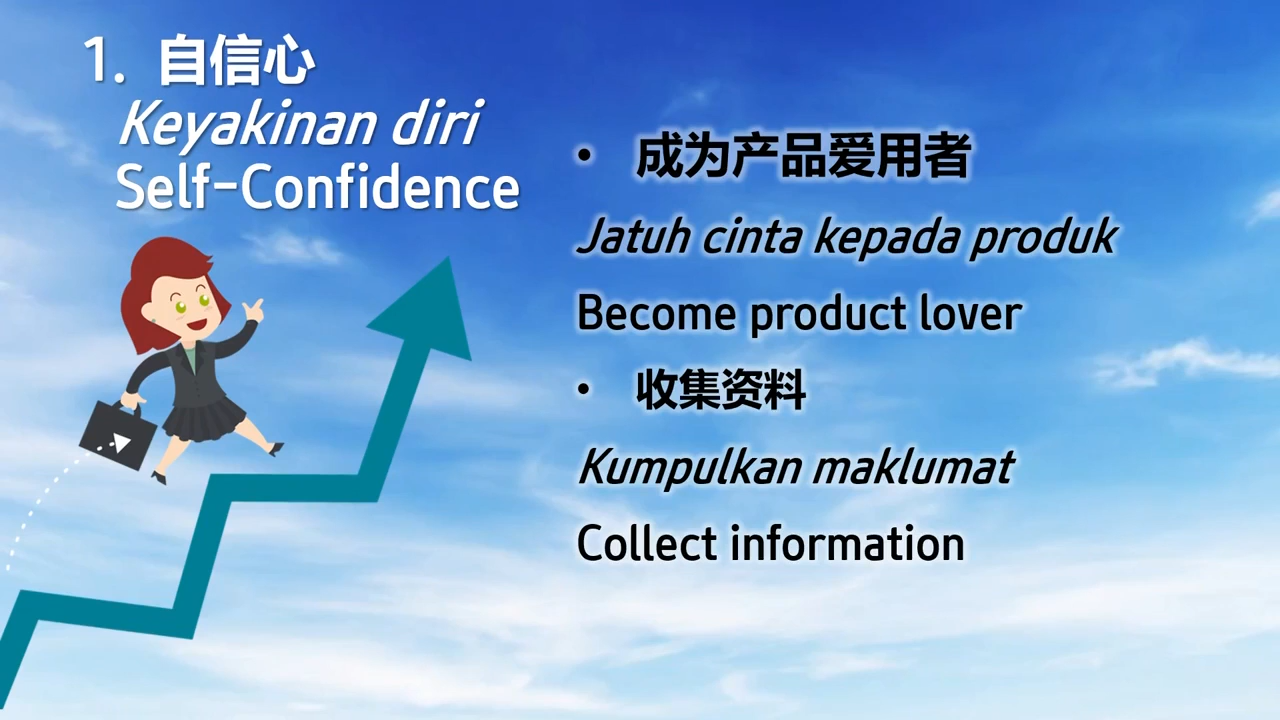 1. 自信心
Keyakinan diri
Self-Confidence
• 成为产品爱用者
Jatuh cinta kepada produk
Become product lover
• 收集资料
Kumpulkan maklumat
Collect information